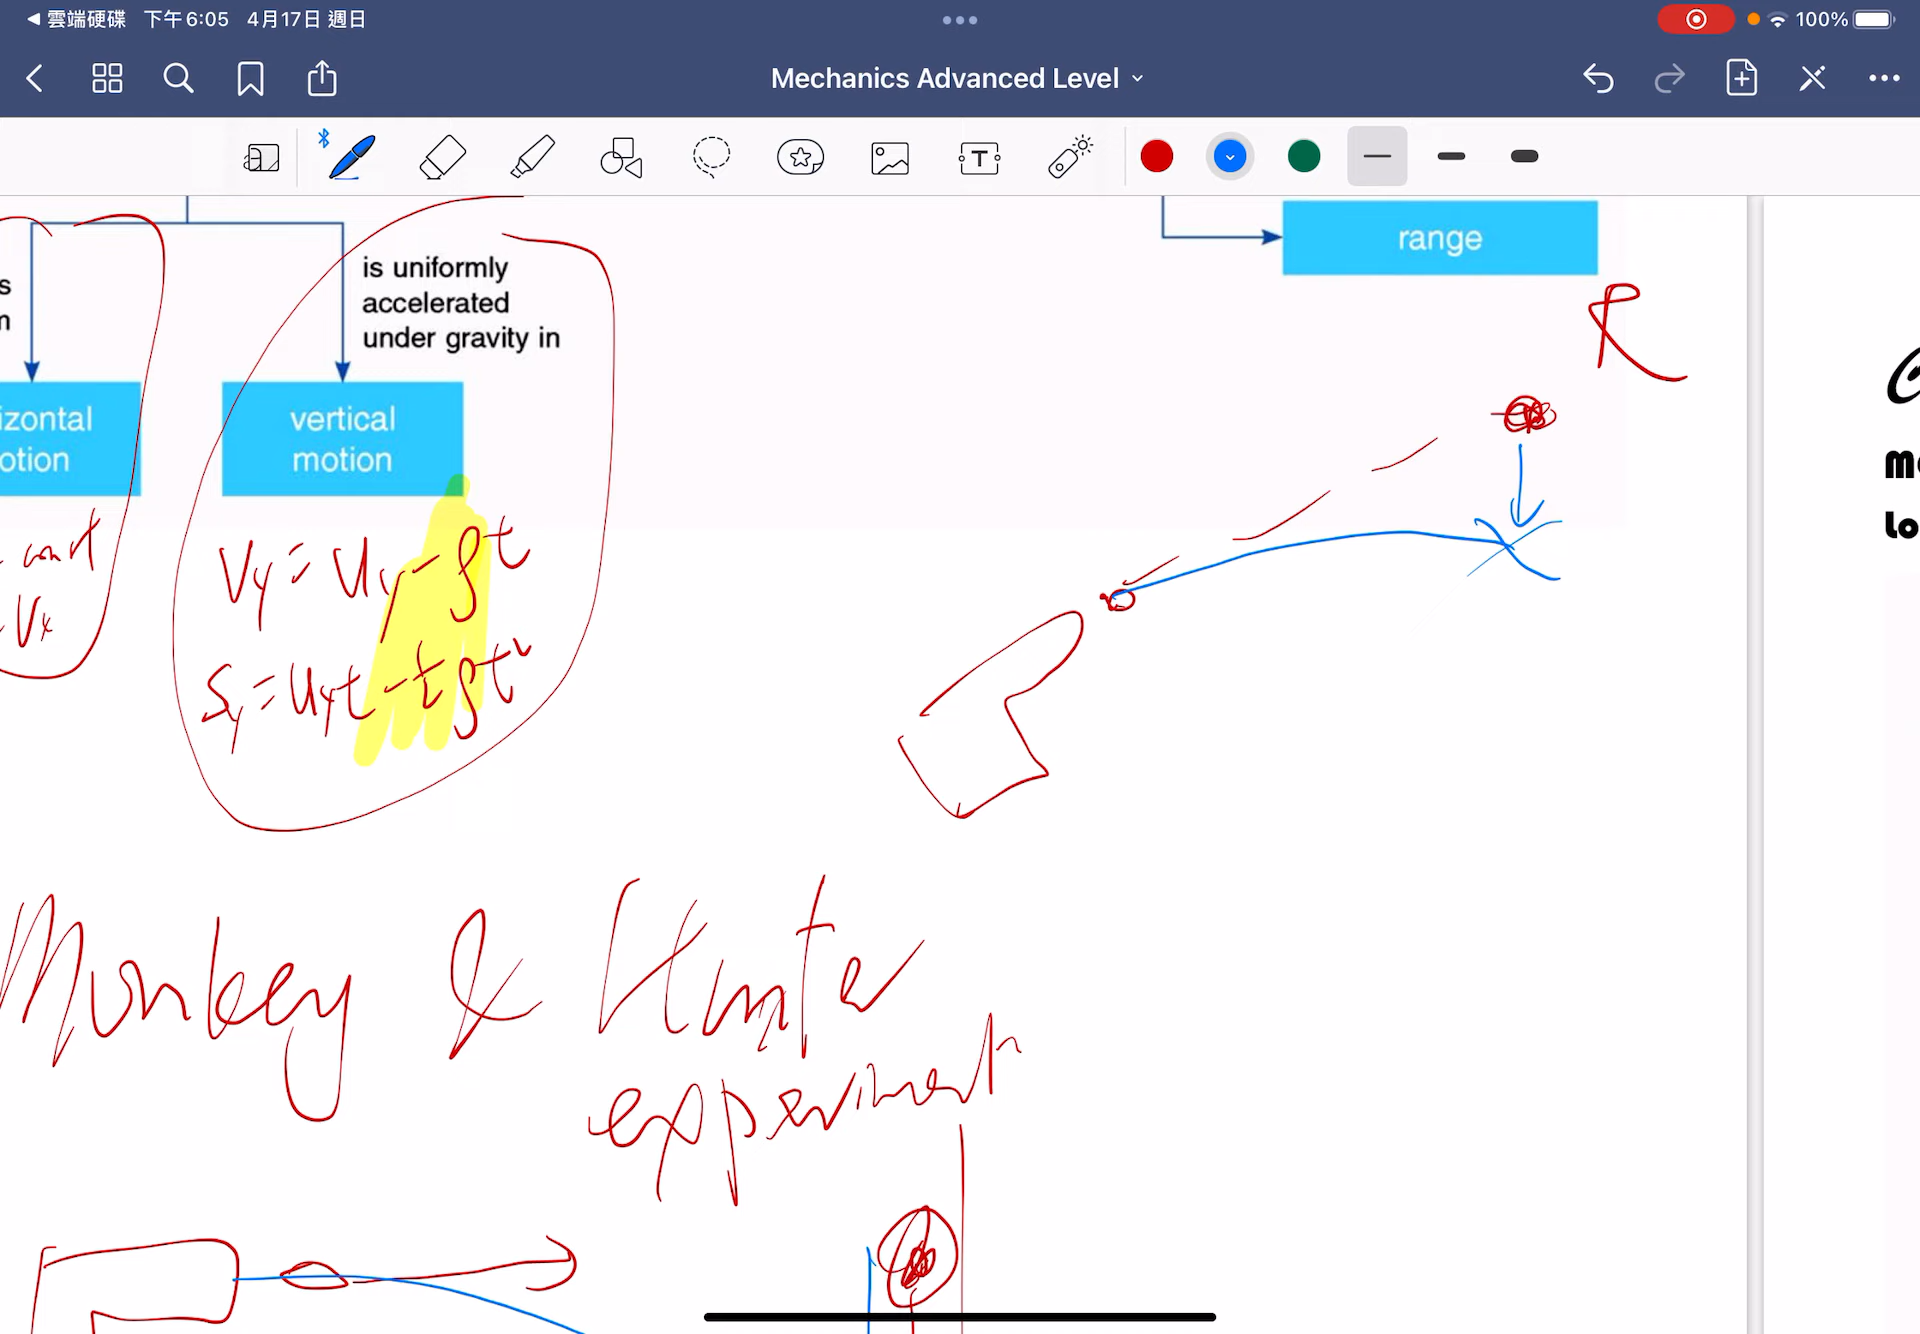 雲端硬碟 下午6:05 4月17日 週日
100%
Mechanics Advanced Level
T
is uniformly
accelerated
under gravity in
range
R
izontal
otion
vertical
motion
Vy = Uy - gt
Vx
Sy = Uyt - ½gt²
Lo
Monkey & Hunter
experiment